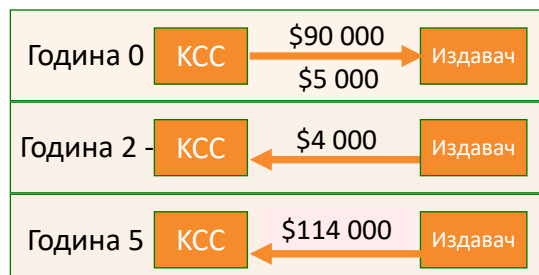 Година 0
КСС
$90 000
$5 000
Издавач
Година 2 -
КСС
$4 000
Издавач
Година 5
КСС
$114 000
Издавач